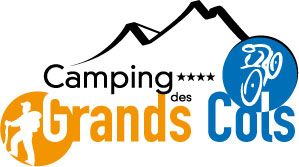 Camping ★★★★
des
Grands Cols